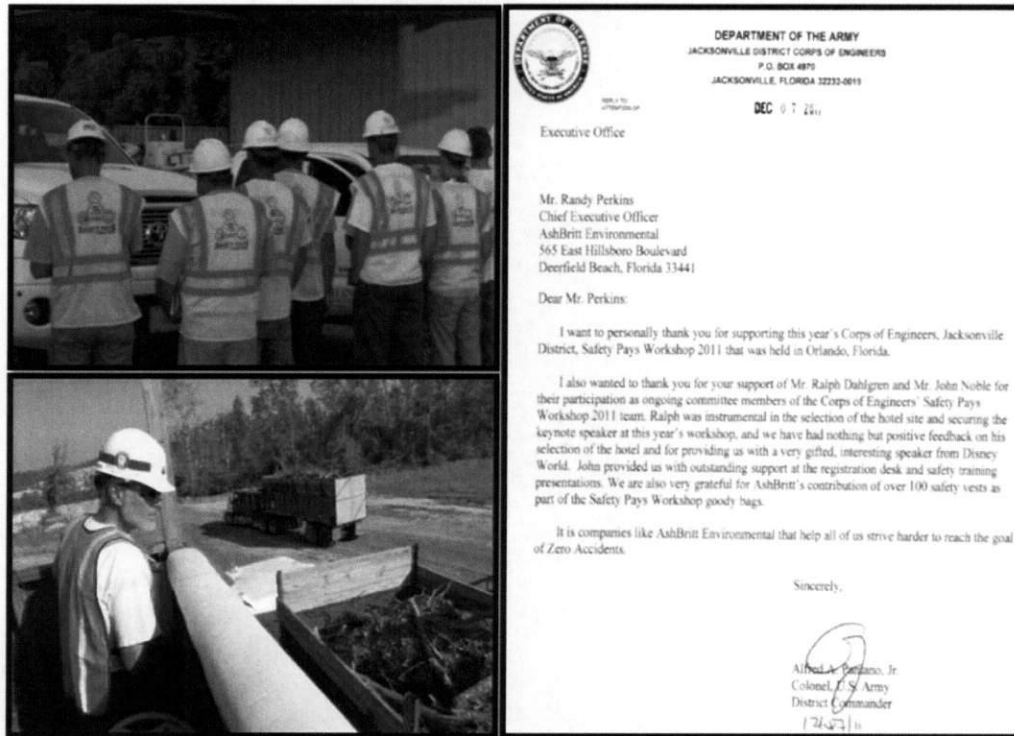 DEPARTMENT OF THE ARMY
JACKSONVILLE DISTRICT CORPS OF ENGINEERS
P.O. BOX 4970
JACKSONVILLE, FLORIDA 32232-0019
REPLY TO
ATTENTION OF
DEC 07 2011
Executive Office
Mr. Randy Perkins
Chief Executive Officer
AshBritt Environmental
565 East Hillsboro Boulevard
Deerfield Beach, Florida 33441
Dear Mr. Perkins:
I want to personally thank you for supporting this year's Corps of Engineers, Jacksonville
District, Safety Pays Workshop 2011 that was held in Orlando, Florida.
I also wanted to thank you for your support of Mr. Ralph Dahlgren and Mr. John Noble for
their participation as ongoing committee members of the Corps of Engineers' Safety Pays
Workshop 2011 team. Ralph was instrumental in the selection of the hotel site and securing the
keynote speaker at this year's workshop, and we have had nothing but positive feedback on his
selection of the hotel and for providing us with a very gifted, interesting speaker from Disney
World. John provided us with outstanding support at the registration desk and safety training
presentations. We are also very grateful for AshBritt's contribution of over 100 safety vests as
part of the Safety Pays Workshop goody bags.
It is companies like AshBritt Environmental that help all of us strive harder to reach the goal
of Zero Accidents.
Sincerely,
Alfred A. Pantano, Jr.
Colonel, U.S. Army
District Commander